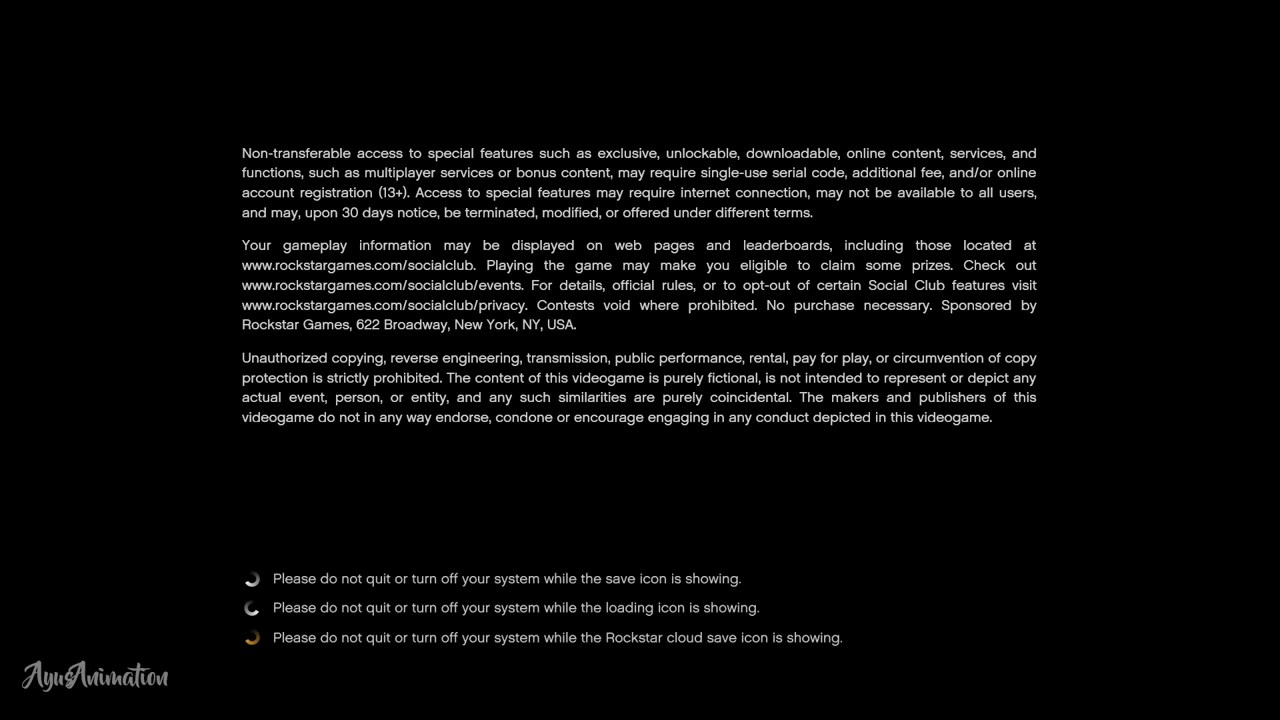 Non-transferable access to special features such as exclusive, unlockable, downloadable, online content, services, and
functions, such as multiplayer services or bonus content, may require single-use serial code, additional fee, and/or online
account registration (13+). Access to special features may require internet connection, may not be available to all users,
and may, upon 30 days notice, be terminated, modified, or offered under different terms.
Your gameplay information may be displayed on web pages and leaderboards, including those located at
www.rockstargames.com/socialclub. Playing the game may make you eligible to claim some prizes. Check out
www.rockstargames.com/socialclub/events. For details, official rules, or to opt-out of certain Social Club features visit
www.rockstargames.com/socialclub/privacy. Contests void where prohibited. No purchase necessary. Sponsored by
Rockstar Games, 622 Broadway, New York, NY, USA.
Unauthorized copying, reverse engineering, transmission, public performance, rental, pay for play, or circumvention of copy
protection is strictly prohibited. The content of this videogame is purely fictional, is not intended to represent or depict any
actual event, person, or entity, and any such similarities are purely coincidental. The makers and publishers of this
videogame do not in any way endorse, condone or encourage engaging in any conduct depicted in this videogame.
Please do not quit or turn off your system while the save icon is showing.
Please do not quit or turn off your system while the loading icon is showing.
Please do not quit or turn off your system while the Rockstar cloud save icon is showing.
AyusAnimation